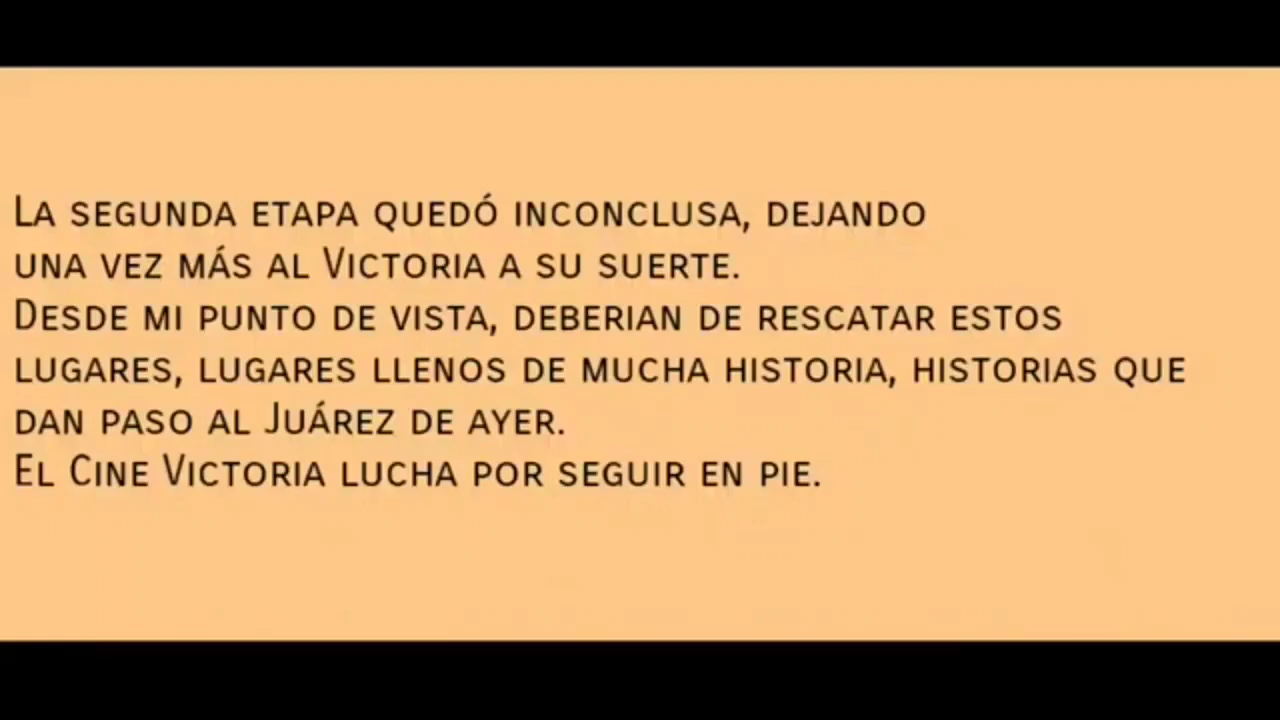 La segunda etapa quedó inconclusa, dejando
una vez más al Victoria a su suerte.
Desde mi punto de vista, deberian de rescatar estos
lugares, lugares llenos de mucha historia, historias que
dan paso al Juárez de ayer.
El Cine Victoria lucha por seguir en pie.